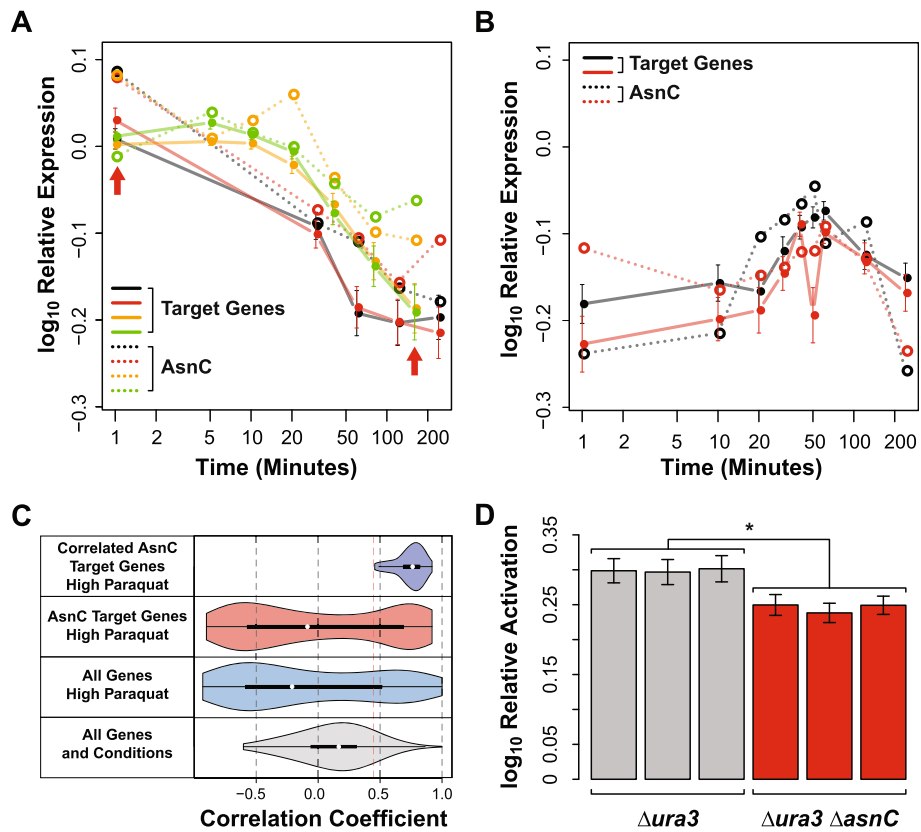 A
log10 Relative Expression
0.1
0.0
−0.1
−0.2
−0.3
Target Genes
AsnC
1 2 5 10 20 50 100 200
Time (Minutes)
B
log10 Relative Expression
0.1
0.0
−0.1
−0.2
−0.3
Target Genes
AsnC
1 2 5 10 20 50 100 200
Time (Minutes)
C
Correlated AsnC
Target Genes
High Paraquat
AsnC Target Genes
High Paraquat
All Genes
High Paraquat
All Genes
and Conditions
−0.5 0.0 0.5 1.0
Correlation Coefficient
D
log10 Relative Activation
0.35
0.25
0.15
0.05
0
*
Δura3
Δura3 ΔasnC